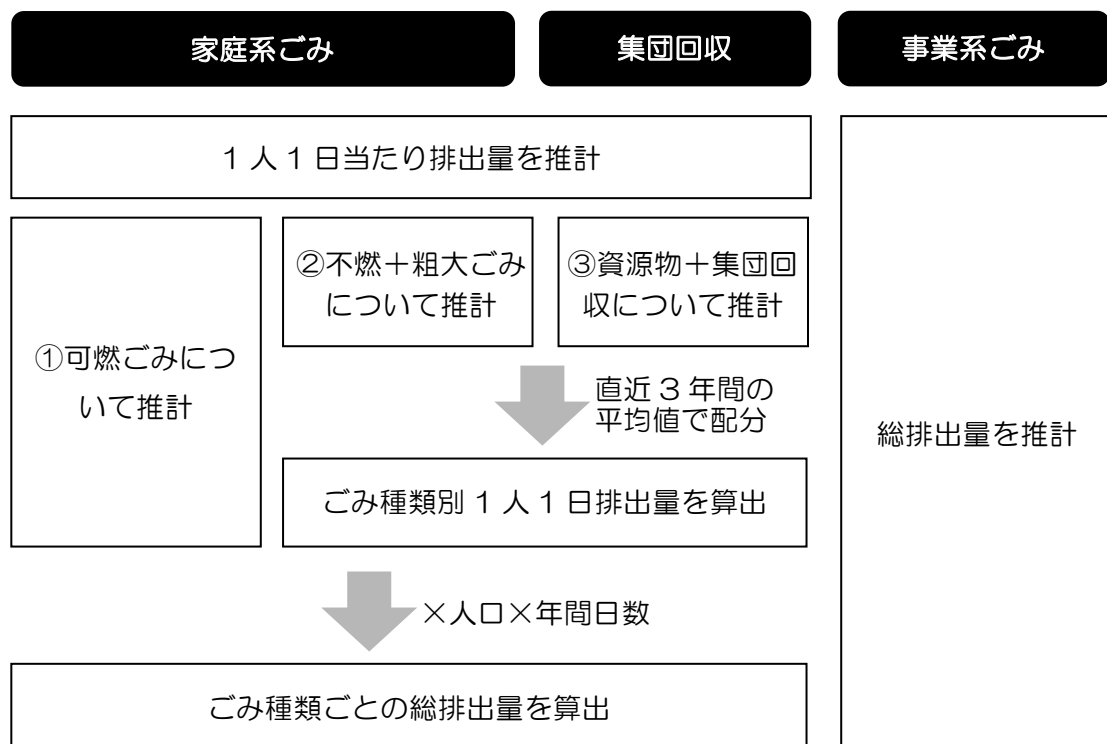 家庭系ごみ
集団回収
事業系ごみ
1人1日当たり排出量を推計
①可燃ごみにつ
いて推計
②不燃＋粗大ごみ
について推計
③資源物＋集団回
収について推計
直近3年間の
平均値で配分
ごみ種類別1人1日排出量を算出
×人口×年間日数
ごみ種類ごとの総排出量を算出
総排出量を推計